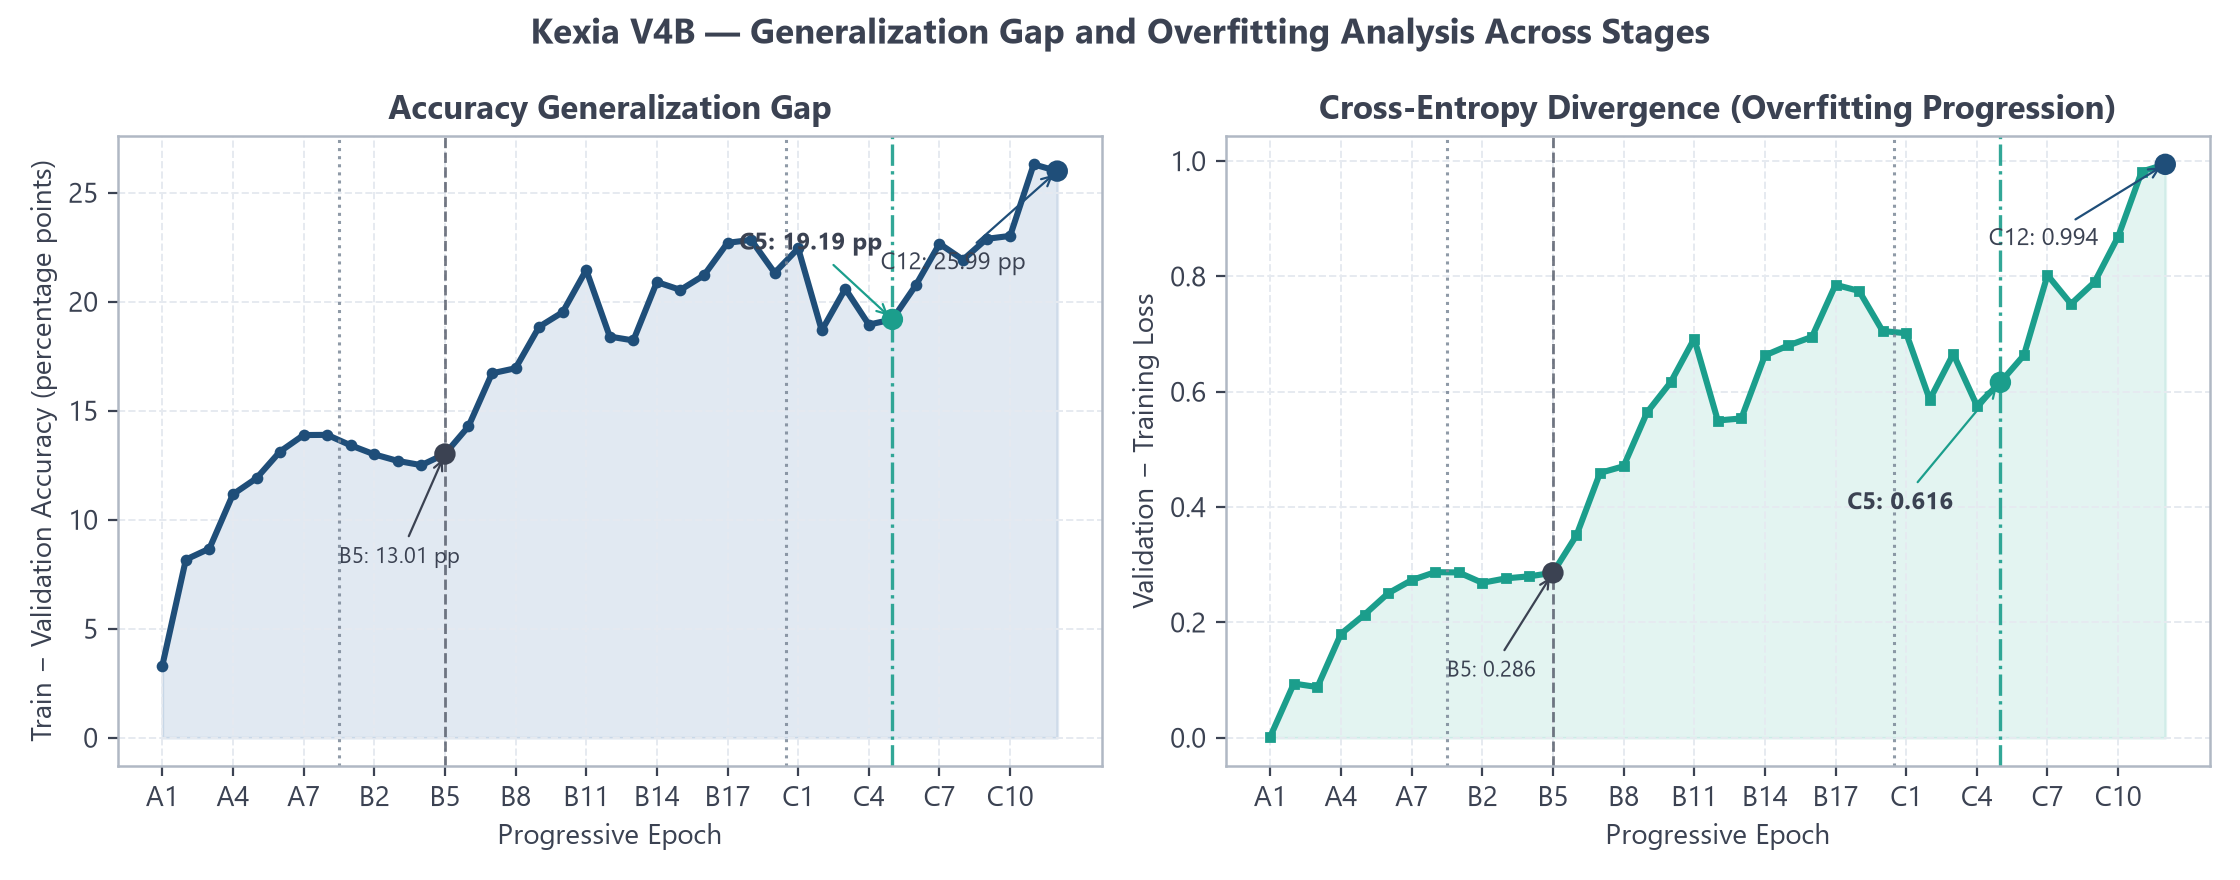 Kexia V4B — Generalization Gap and Overfitting Analysis Across Stages
Accuracy Generalization Gap
Train − Validation Accuracy (percentage points)
25
20
15
10
5
0
C5: 19.19 pp
C12: 25.99 pp
B5: 13.01 pp
A1 A4 A7 B2 B5 B8 B11 B14 B17 C1 C4 C7 C10
Progressive Epoch
Cross-Entropy Divergence (Overfitting Progression)
Validation − Training Loss
1.0
0.8
0.6
0.4
0.2
0.0
C12: 0.994
C5: 0.616
B5: 0.286
A1 A4 A7 B2 B5 B8 B11 B14 B17 C1 C4 C7 C10
Progressive Epoch